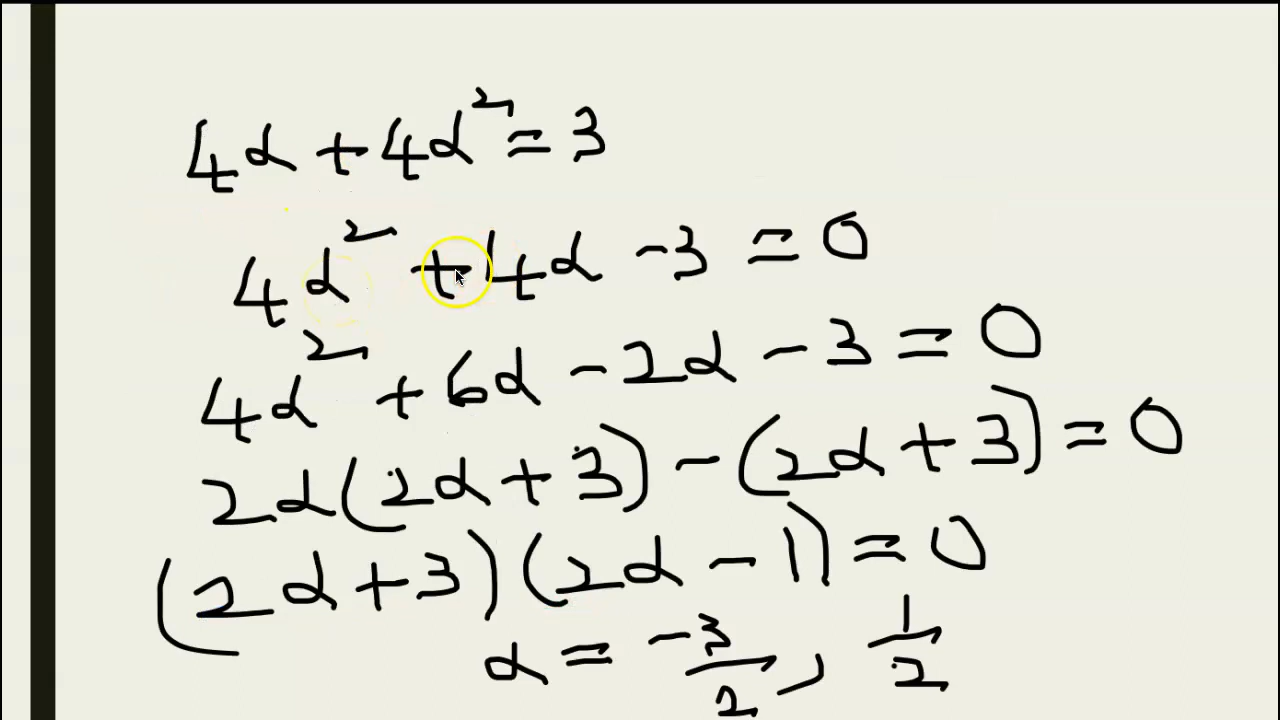 4α + 4α² = 3
4α² + 4α - 3 = 0
4α² + 6α - 2α - 3 = 0
2α(2α + 3) - (2α + 3) = 0
(2α + 3)(2α - 1) = 0
α = -3/2, 1/2